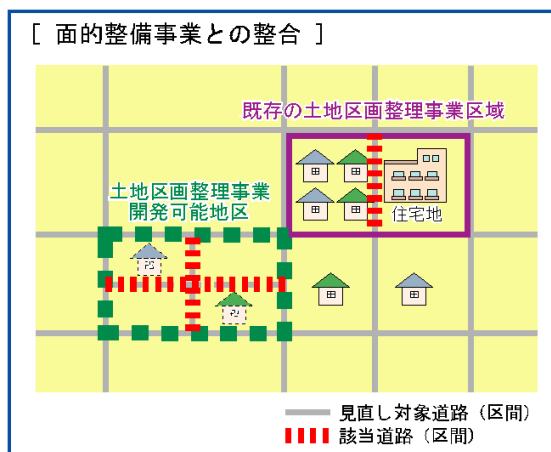 [ 面的整備事業との整合 ]
既存の土地区画整理事業区域
土地区画整理事業
開発可能地区
住宅地
見直し対象道路（区間）
該当道路（区間）